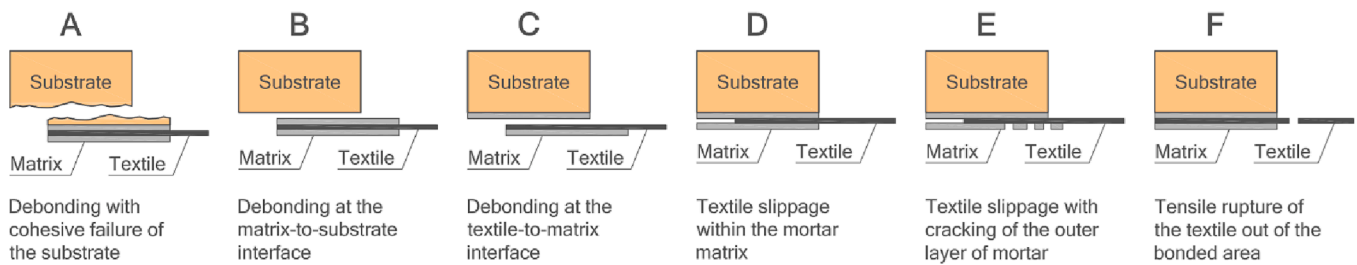 A
B
C
D
E
F
Substrate
Substrate
Substrate
Substrate
Substrate
Substrate
Matrix
Textile
Matrix
Textile
Matrix
Textile
Matrix
Textile
Matrix
Textile
Matrix
Textile
Debonding with
cohesive failure of
the substrate
Debonding at the
matrix-to-substrate
interface
Debonding at the
textile-to-matrix
interface
Textile slippage
within the mortar
matrix
Textile slippage with
cracking of the outer
layer of mortar
Tensile rupture of
the textile out of the
bonded area